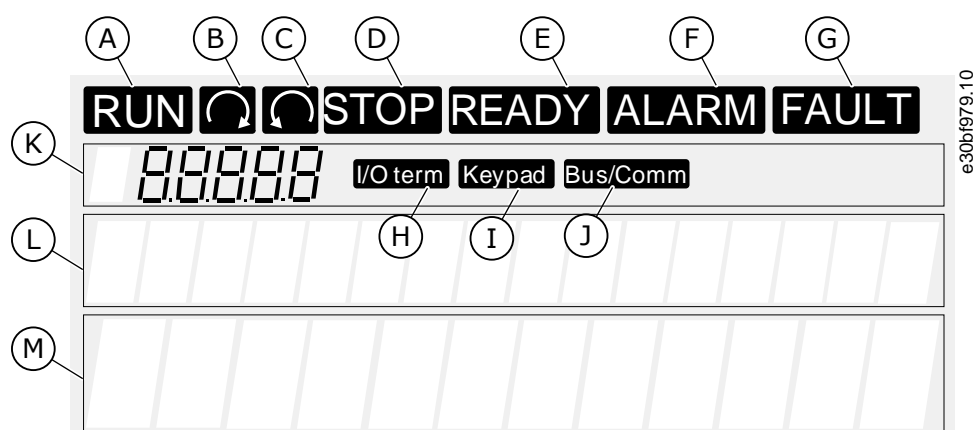 A B C D E F G
RUN STOP READY ALARM FAULT
e30bf979.10
K
8.8.8.8.8 I/O term Keypad Bus/Comm
H I J
L
M